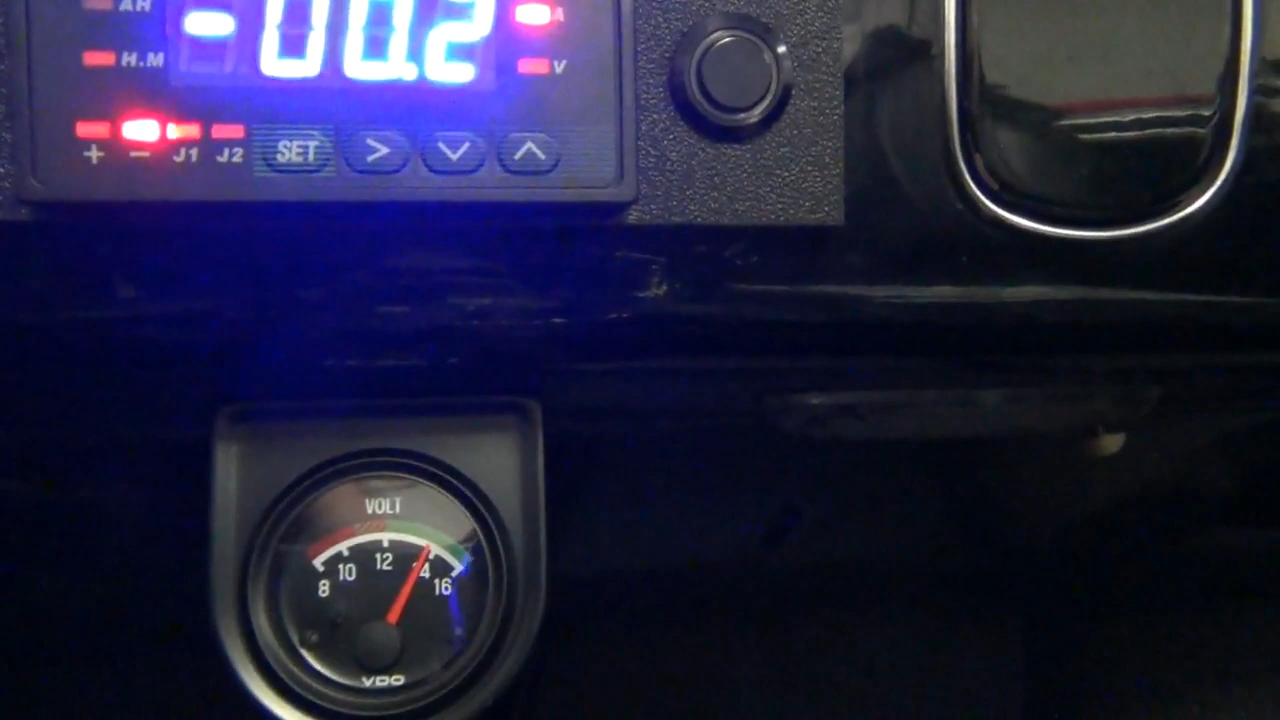 AH
-00.2 A
H.M V
+ - J1 J2 SET > ∨ ∧
VOLT
8 10 12 14 16
VDO